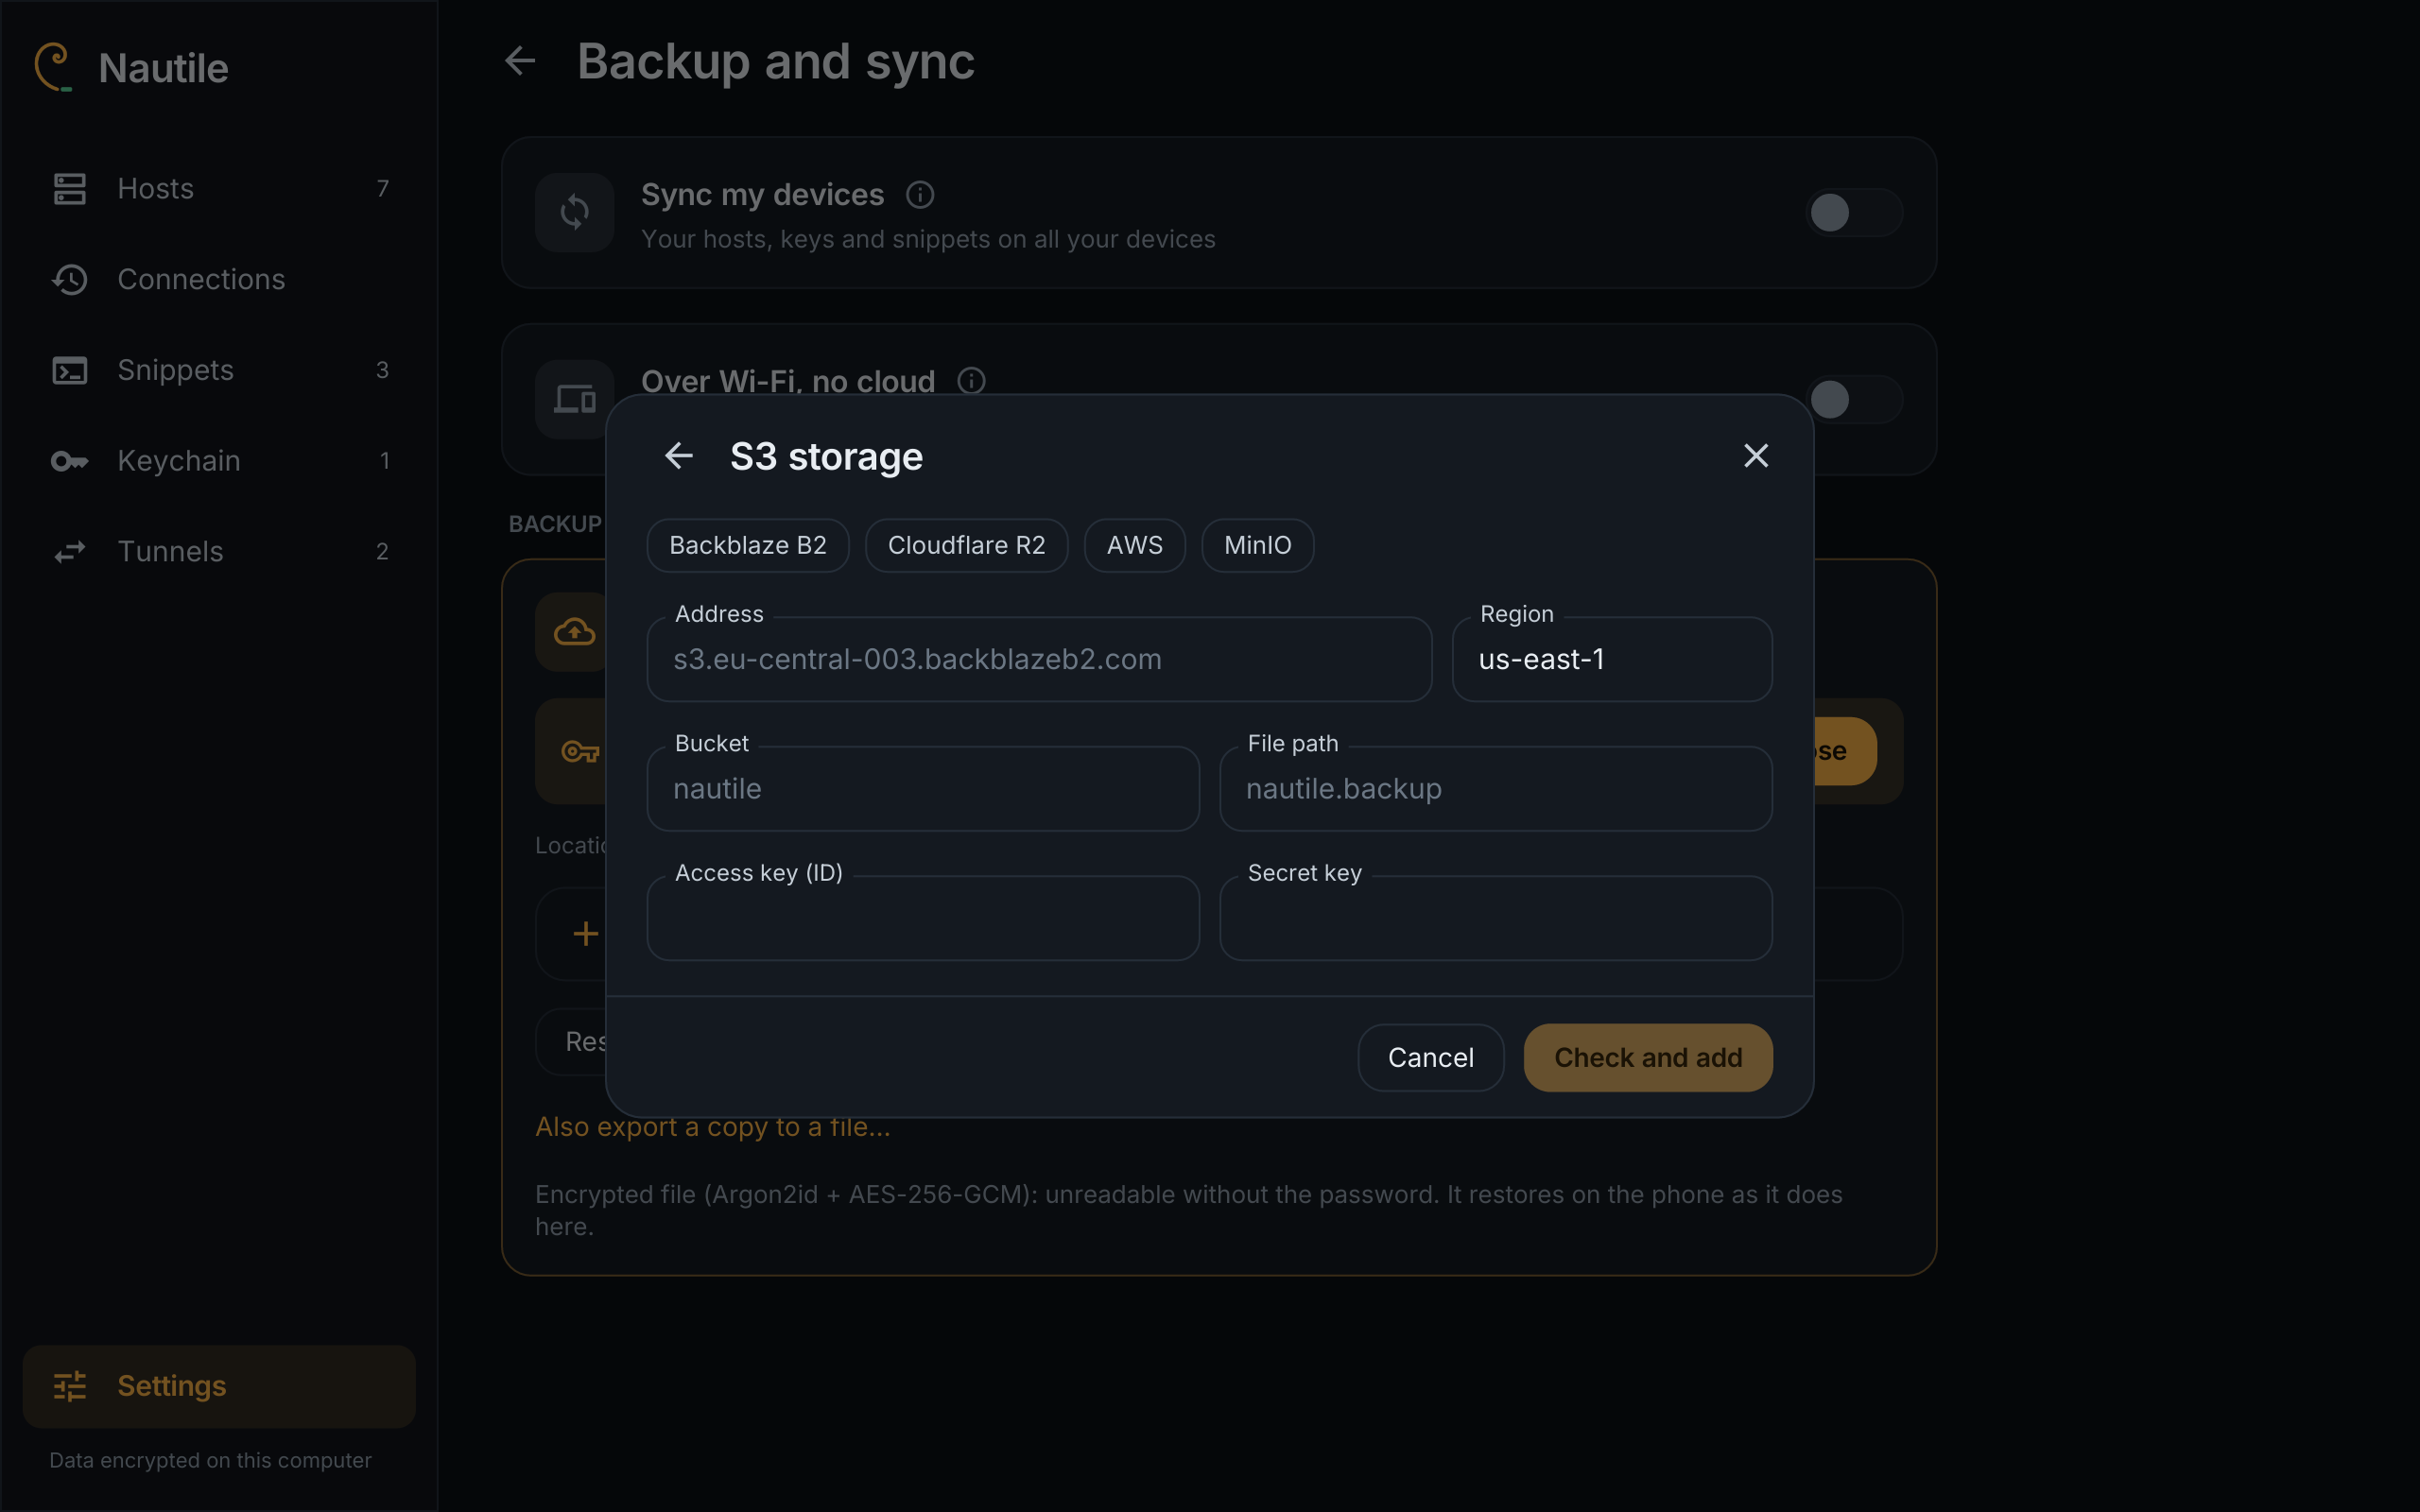 Nautile
Hosts 7
Connections
Snippets 3
Keychain 1
Tunnels 2
Settings
Data encrypted on this computer
Backup and sync
Sync my devices
Your hosts, keys and snippets on all your devices
Over Wi-Fi, no cloud
BACKUP
S3 storage
Backblaze B2 Cloudflare R2 AWS MinIO
Address Region
s3.eu-central-003.backblazeb2.com us-east-1
Bucket File path
nautile nautile.backup
Access key (ID) Secret key
Cancel Check and add
Also export a copy to a file...
Encrypted file (Argon2id + AES-256-GCM): unreadable without the password. It restores on the phone as it does
here.